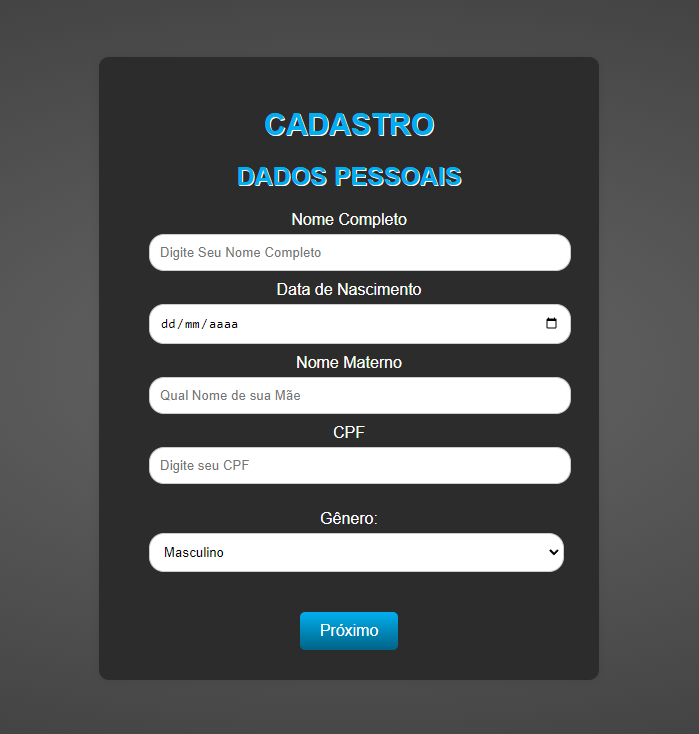 CADASTRO
DADOS PESSOAIS
Nome Completo
Digite Seu Nome Completo
Data de Nascimento
dd/mm/aaaa
Nome Materno
Qual Nome de sua Mãe
CPF
Digite seu CPF
Gênero:
Masculino
Próximo